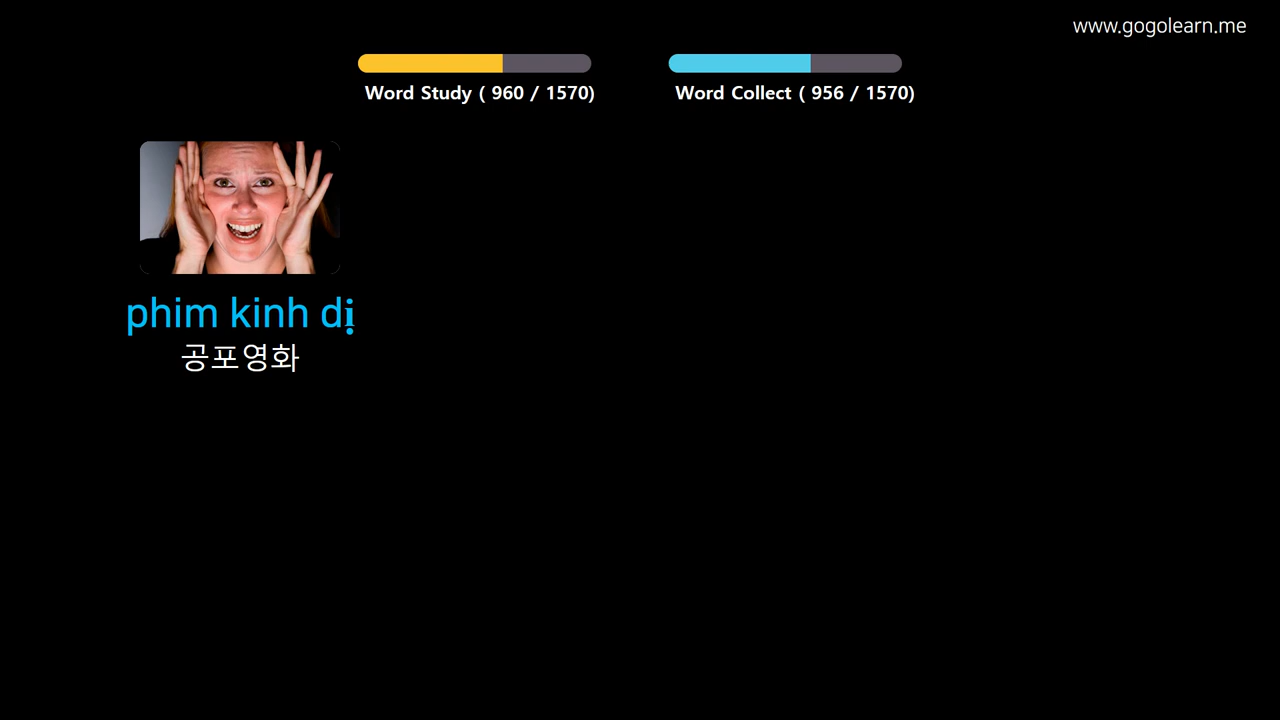 www.gogolearn.me
Word Study ( 960 / 1570)
Word Collect ( 956 / 1570)
phim kinh dị
공포영화